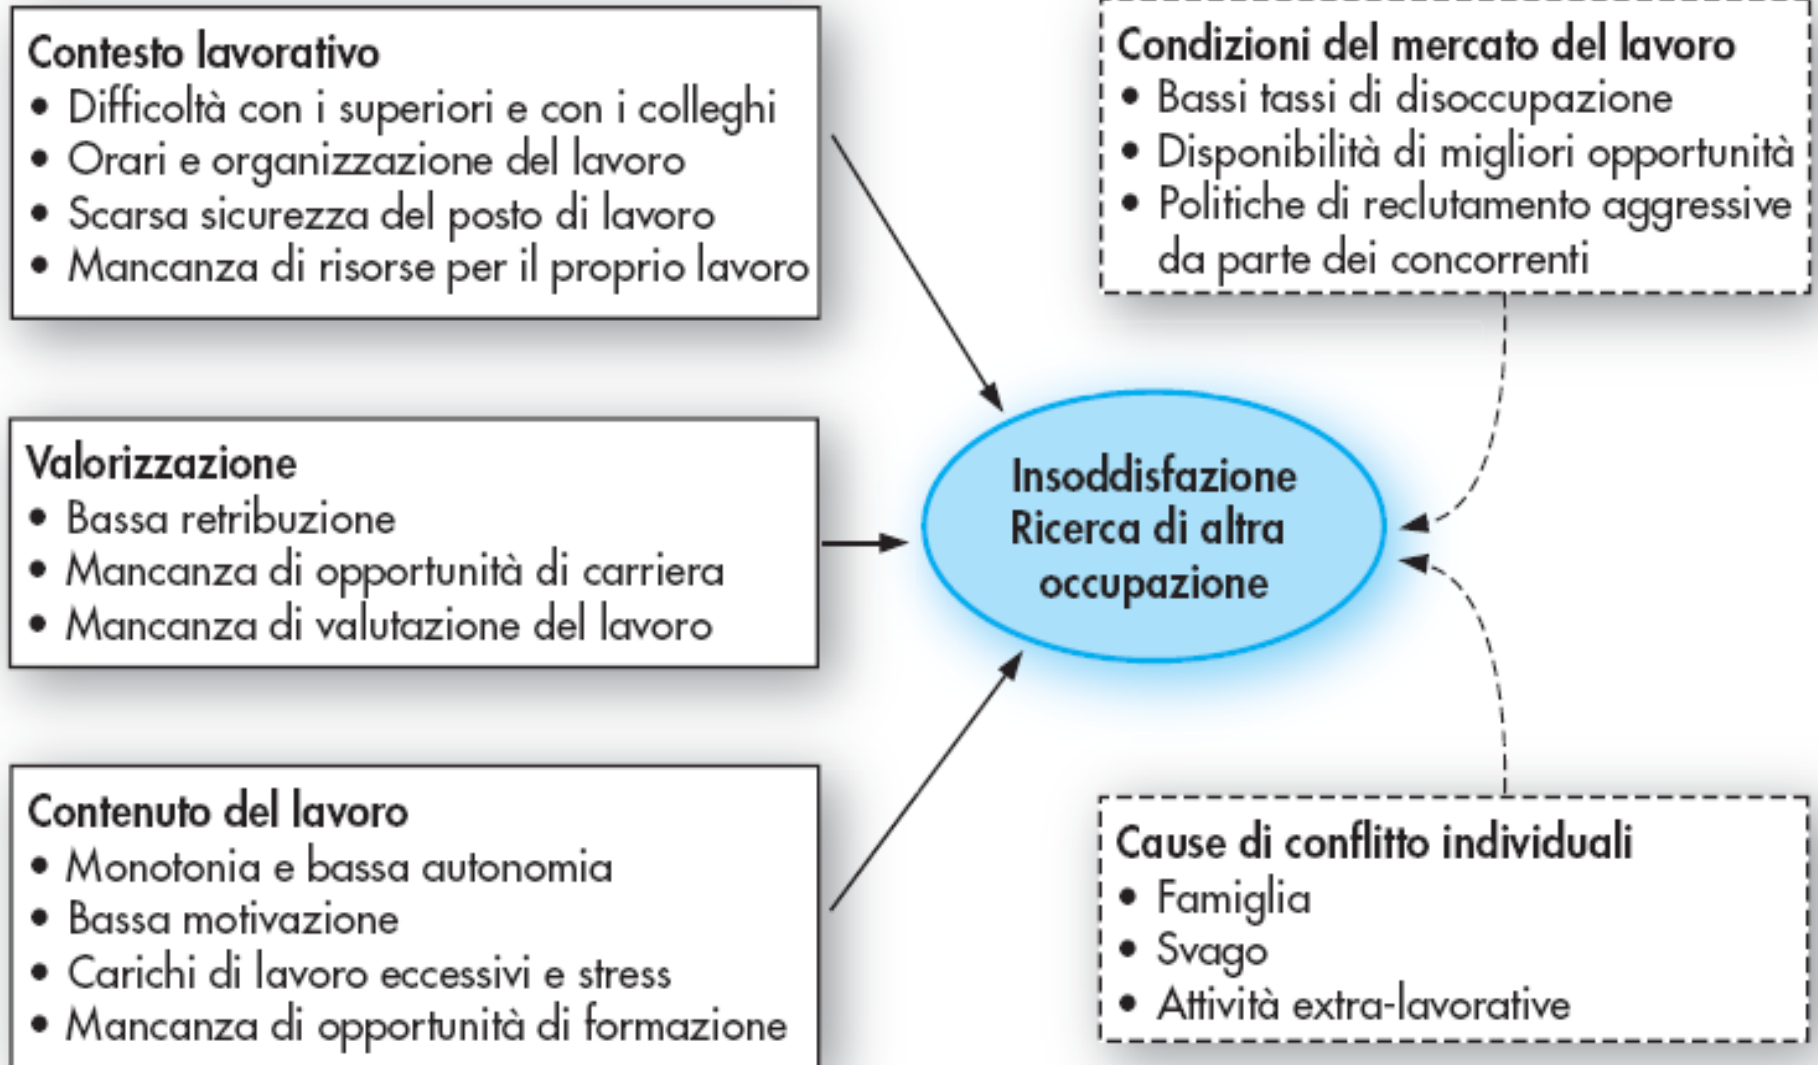 Contesto lavorativo
• Difficoltà con i superiori e con i colleghi
• Orari e organizzazione del lavoro
• Scarsa sicurezza del posto di lavoro
• Mancanza di risorse per il proprio lavoro
Valorizzazione
• Bassa retribuzione
• Mancanza di opportunità di carriera
• Mancanza di valutazione del lavoro
Contenuto del lavoro
• Monotonia e bassa autonomia
• Bassa motivazione
• Carichi di lavoro eccessivi e stress
• Mancanza di opportunità di formazione
Insoddisfazione
Ricerca di altra
occupazione
Condizioni del mercato del lavoro
• Bassi tassi di disoccupazione
• Disponibilità di migliori opportunità
• Politiche di reclutamento aggressive
da parte dei concorrenti
Cause di conflitto individuali
• Famiglia
• Svago
• Attività extra-lavorative